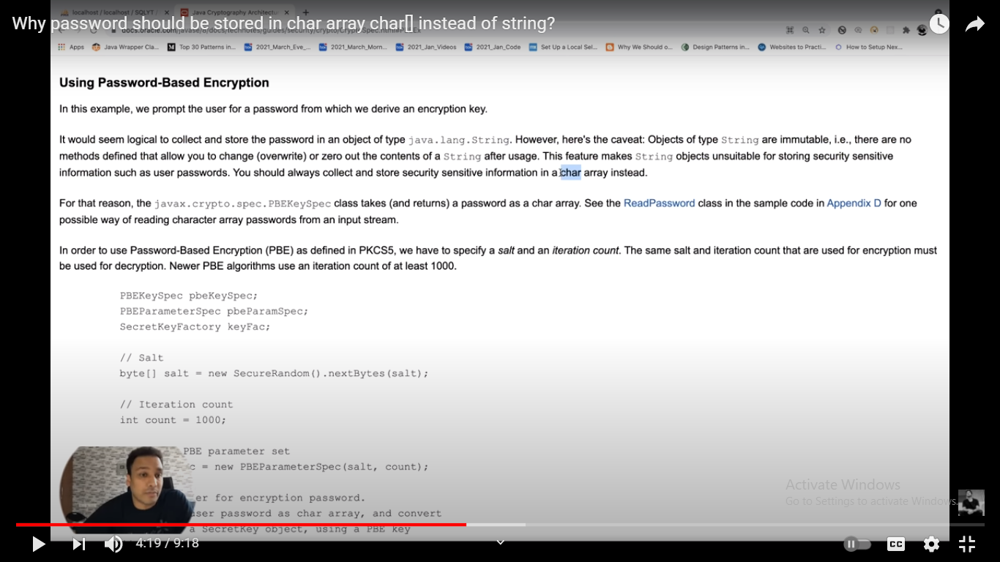 Why password should be stored in char array char[] instead of string?
localhost / localhost / SQLYT
Java Cryptography Architectu
Apps
Java Wrapper Cla...
Top 30 Patterns in...
2021_March_Eve_...
2021_March_Morn...
2021_Jan_Videos
2021_Jan_Code
Set Up a Local Sel...
Why We Should o...
Design Patterns in...
Websites to Practi...
How to Setup Nex...
Using Password-Based Encryption
In this example, we prompt the user for a password from which we derive an encryption key.
It would seem logical to collect and store the password in an object of type java.lang.String. However, here's the caveat: Objects of type String are immutable, i.e., there are no
methods defined that allow you to change (overwrite) or zero out the contents of a String after usage. This feature makes String objects unsuitable for storing security sensitive
information such as user passwords. You should always collect and store security sensitive information in a char array instead.
For that reason, the javax.crypto.spec.PBEKeySpec class takes (and returns) a password as a char array. See the ReadPassword class in the sample code in Appendix D for one
possible way of reading character array passwords from an input stream.
In order to use Password-Based Encryption (PBE) as defined in PKCS5, we have to specify a salt and an iteration count. The same salt and iteration count that are used for encryption must
be used for decryption. Newer PBE algorithms use an iteration count of at least 1000.
PBEKeySpec pbeKeySpec;
PBEParameterSpec pbeParamSpec;
SecretKeyFactory keyFac;
// Salt
byte[] salt = new SecureRandom().nextBytes(salt);
// Iteration count
int count = 1000;
PBE parameter set
c = new PBEParameterSpec(salt, count);
er for encryption password.
user password as char array, and convert
a SecretKey object, using a PBE key
Activate Windows
Go to Settings to activate Windows.
4:19 / 9:18
CC